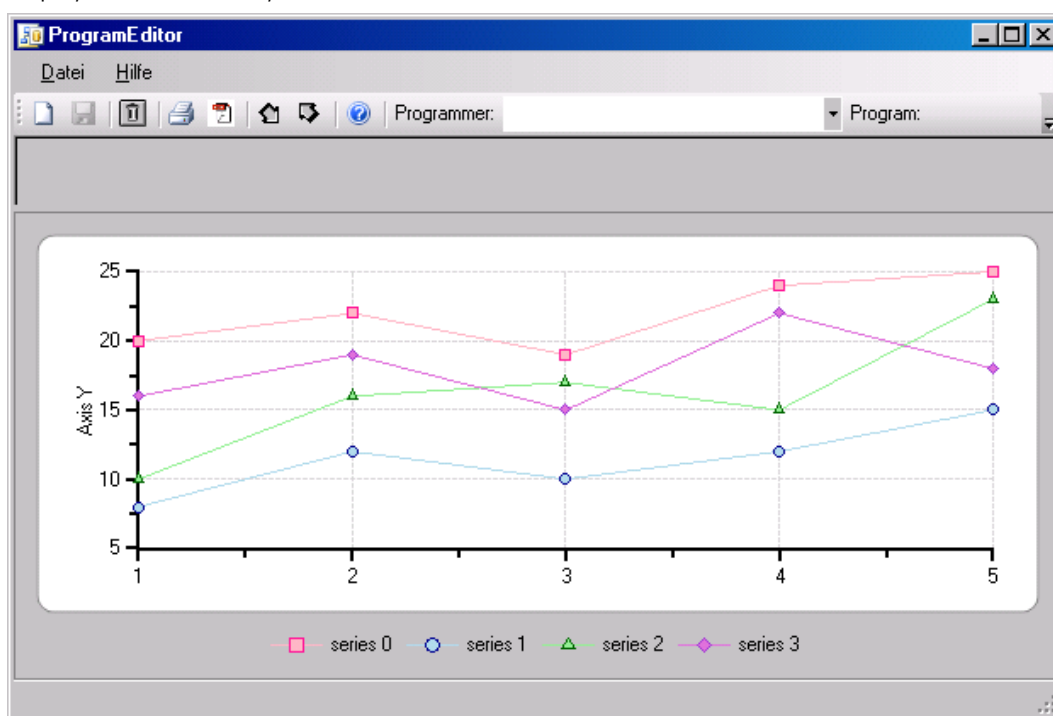 ProgramEditor
Datei Hilfe
Programmer: Program:
25
20
15
10
5
Axis Y
1 2 3 4 5
series 0 series 1 series 2 series 3